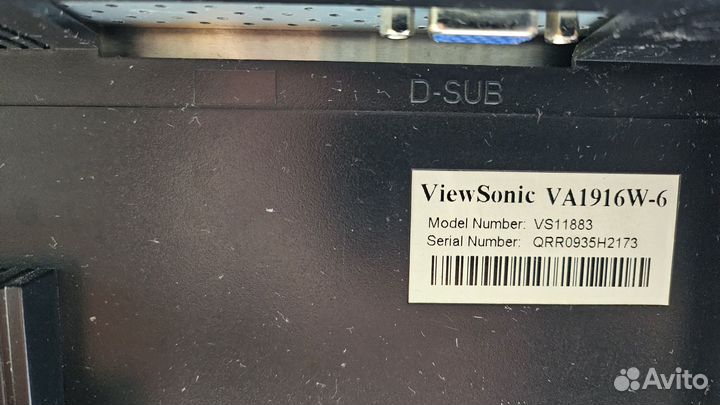 D-SUB
ViewSonic VA1916W-6
Model Number: VS11883
Serial Number: QRR0935H2173
Avito